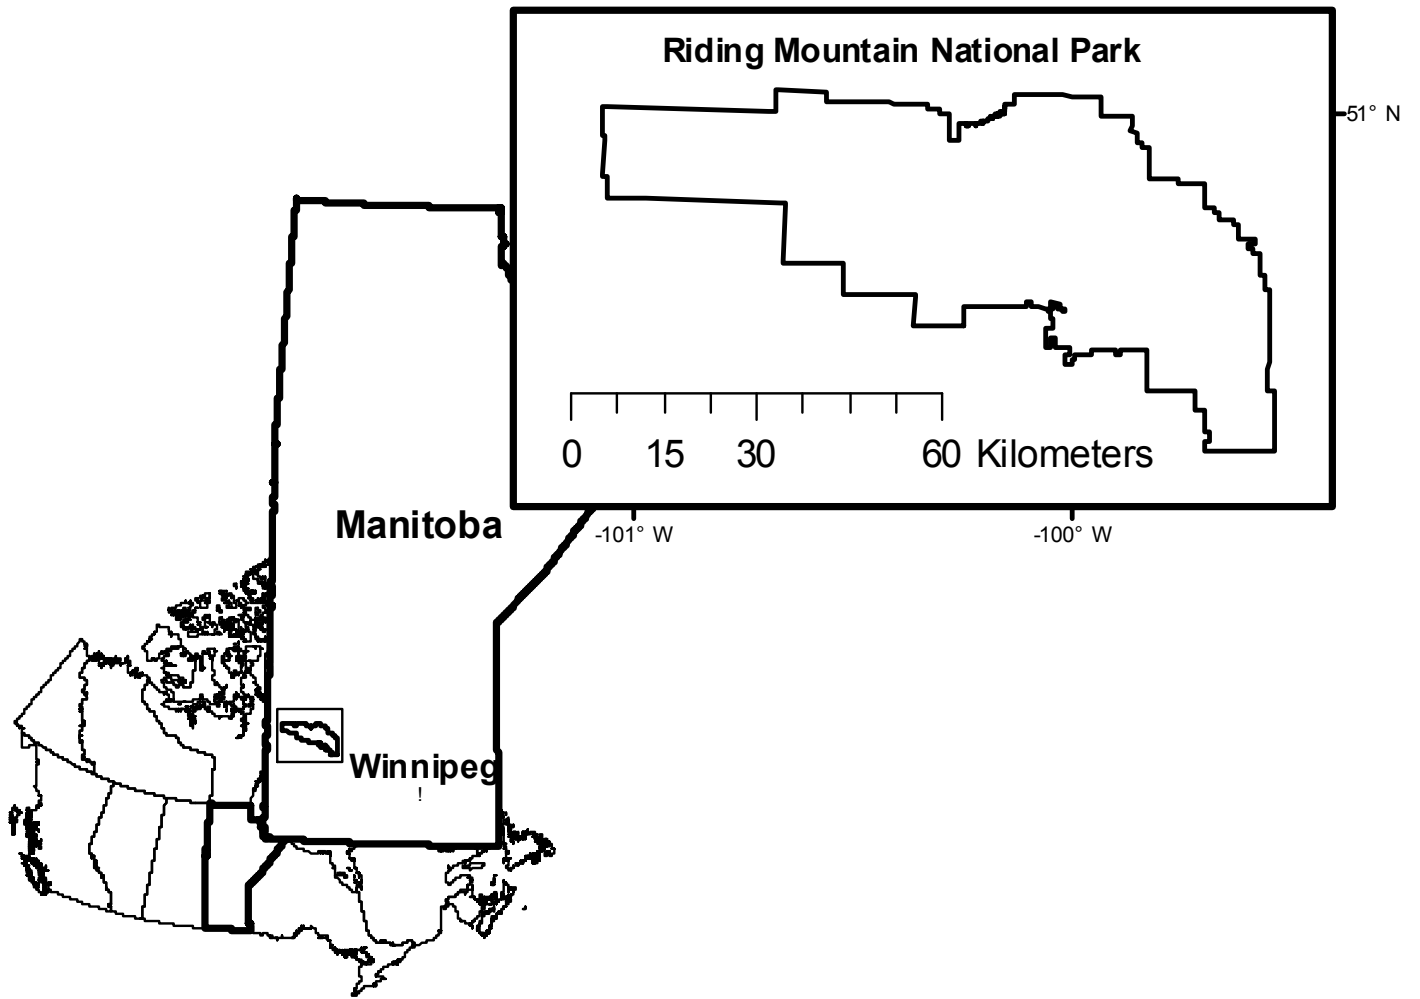 Riding Mountain National Park
51° N
0 15 30 60 Kilometers
Manitoba
-101° W -100° W
Winnipeg
!